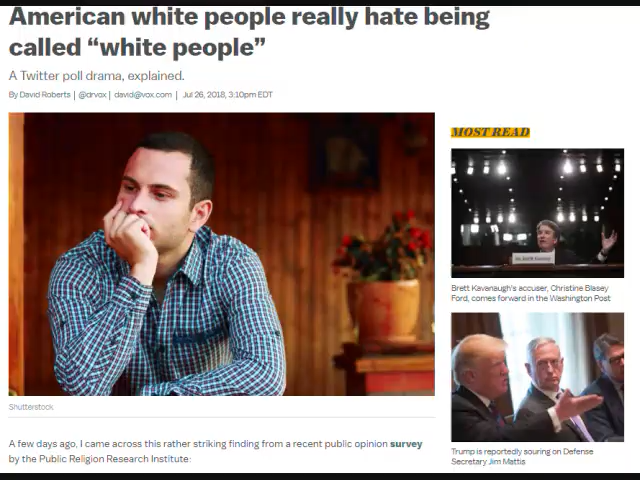 American white people really hate being
called “white people”
A Twitter poll drama, explained.
By David Roberts | @drvox | david@vox.com | Jul 26, 2018, 3:10pm EDT
MOST READ
Brett Kavanaugh's accuser, Christine Blasey
Ford, comes forward in the Washington Post
Shutterstock
A few days ago, I came across this rather striking finding from a recent public opinion survey
by the Public Religion Research Institute:
Trump is reportedly souring on Defense
Secretary Jim Mattis